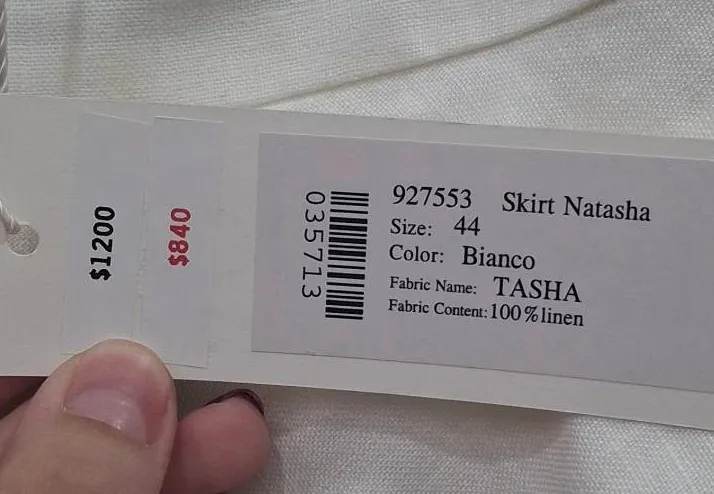 $1200
$840
035713
927553 Skirt Natasha
Size: 44
Color: Bianco
Fabric Name: TASHA
Fabric Content: 100% linen